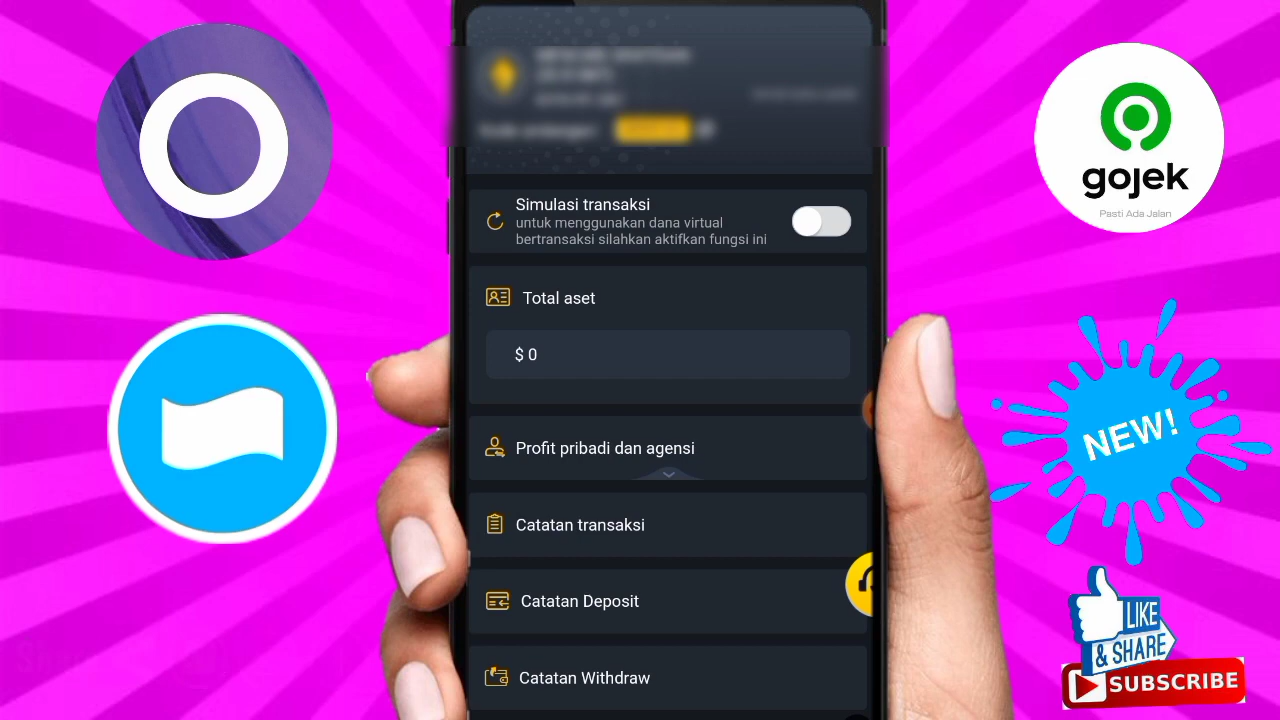 Simulasi transaksi
untuk menggunakan dana virtual
bertransaksi silahkan aktifkan fungsi ini
Total aset
$ 0
Profit pribadi dan agensi
Catatan transaksi
Catatan Deposit
Catatan Withdraw
gojek
Pasti Ada Jalan
NEW!
LIKE
& SHARE
SUBSCRIBE